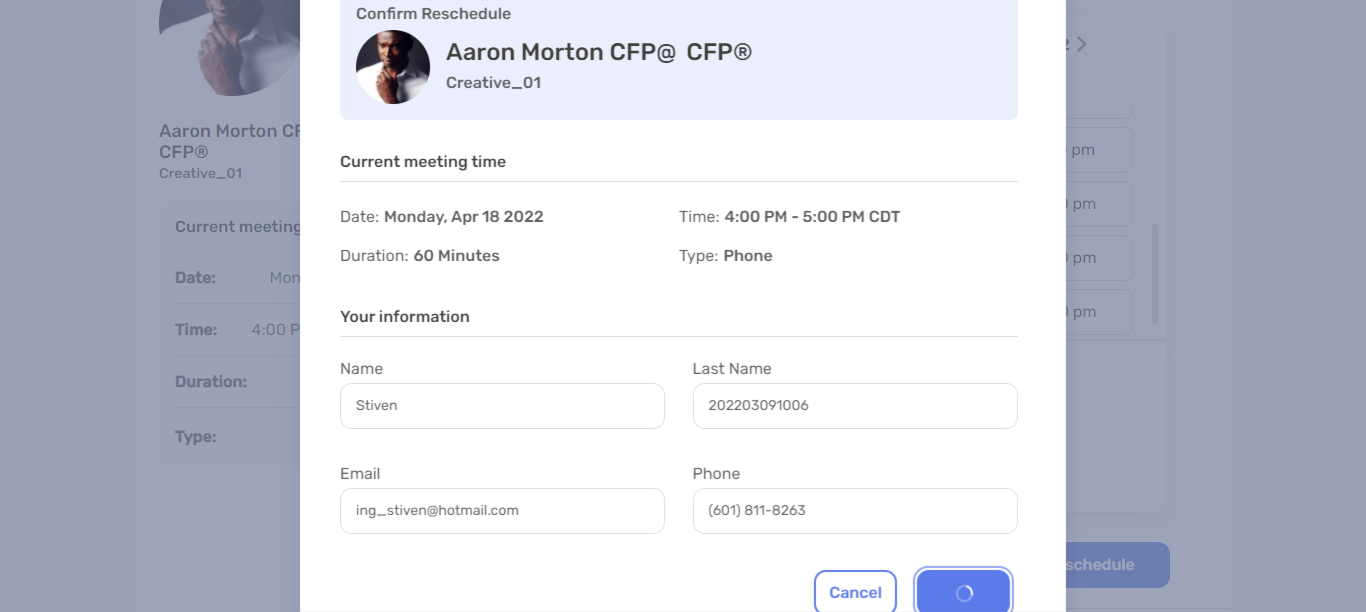 Confirm Reschedule
Aaron Morton CFP@ CFP®
Creative_01
Current meeting time
Date: Monday, Apr 18 2022
Time: 4:00 PM - 5:00 PM CDT
Duration: 60 Minutes
Type: Phone
Your information
Name
Stiven
Last Name
202203091006
Email
ing_stiven@hotmail.com
Phone
(601) 811-8263
Cancel
Aaron Morton CF
CFP®
Creative_01
Current meeting
Date: Mon
Time: 4:00 P
Duration:
Type:
2
pm
pm
pm
pm
schedule